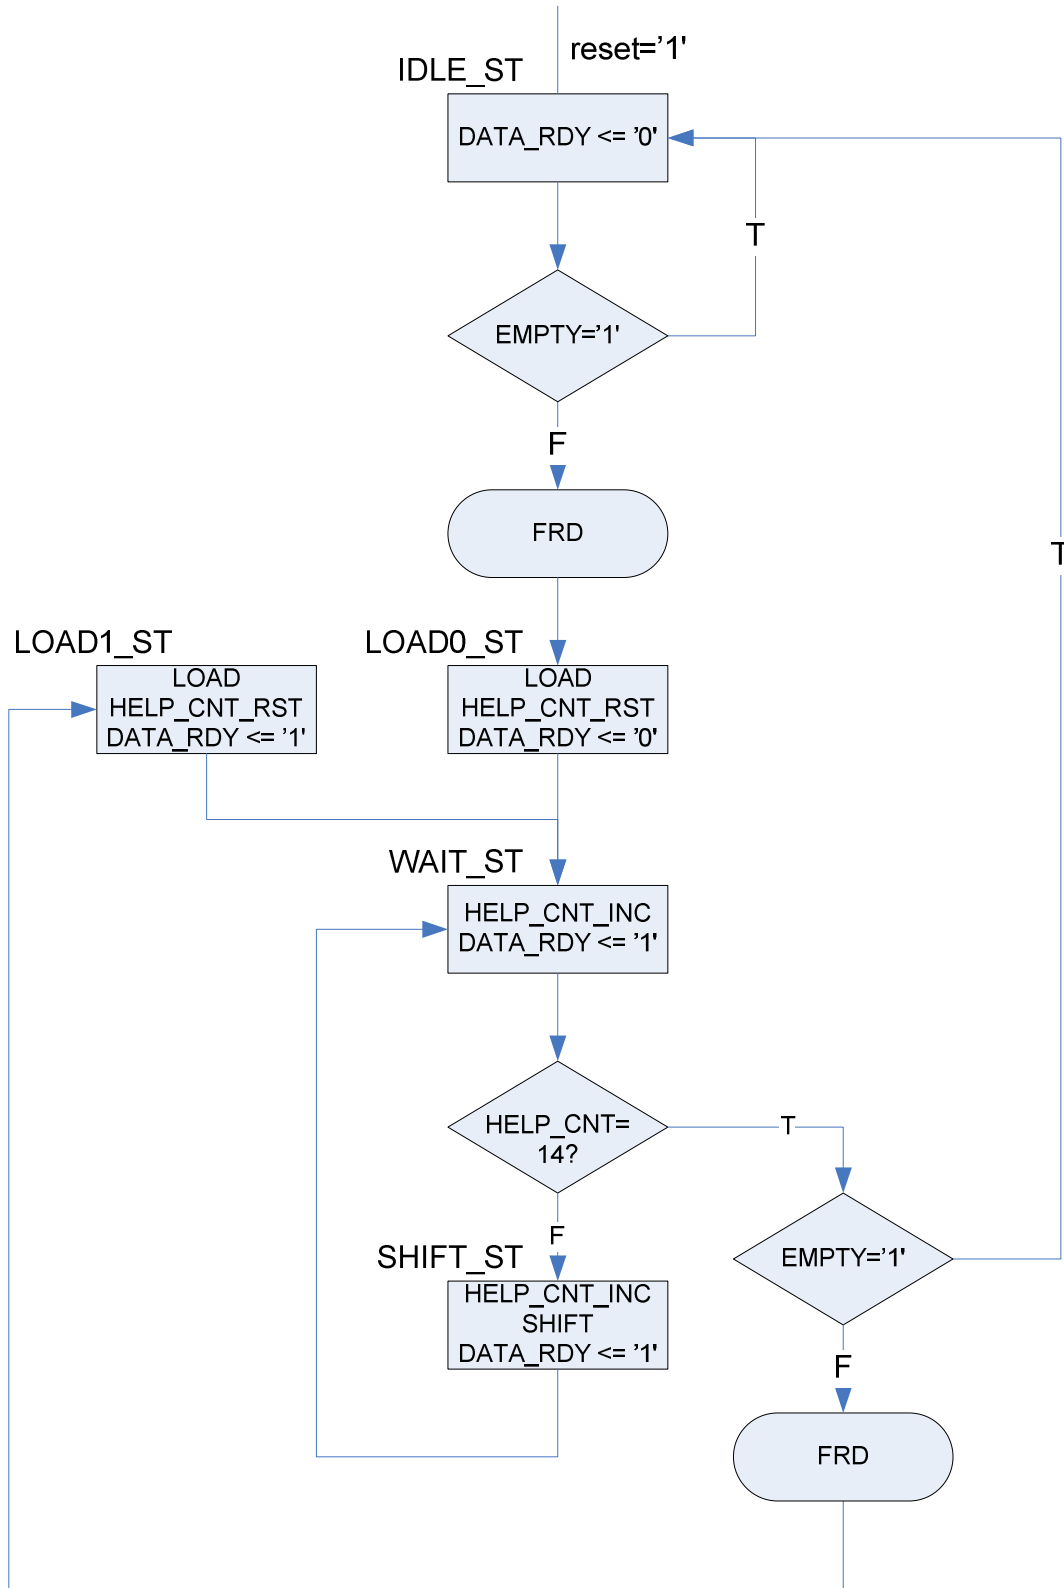 reset='1'
IDLE_ST
DATA_RDY <= '0'
T
EMPTY='1'
F
FRD
T
LOAD1_ST
LOAD
HELP_CNT_RST
DATA_RDY <= '1'
LOAD0_ST
LOAD
HELP_CNT_RST
DATA_RDY <= '0'
WAIT_ST
HELP_CNT_INC
DATA_RDY <= '1'
HELP_CNT=
14?
T
F
EMPTY='1'
SHIFT_ST
HELP_CNT_INC
SHIFT
DATA_RDY <= '1'
F
FRD